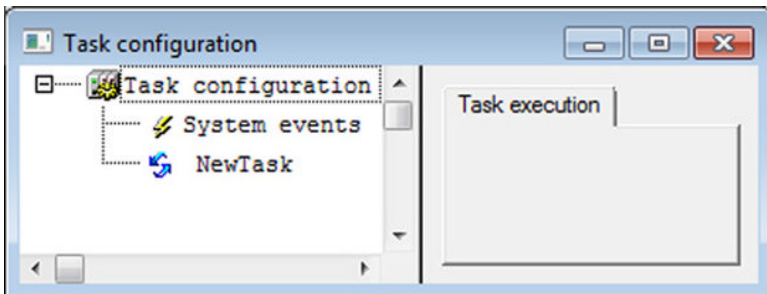 Task configuration
Task configuration
System events
NewTask
Task execution